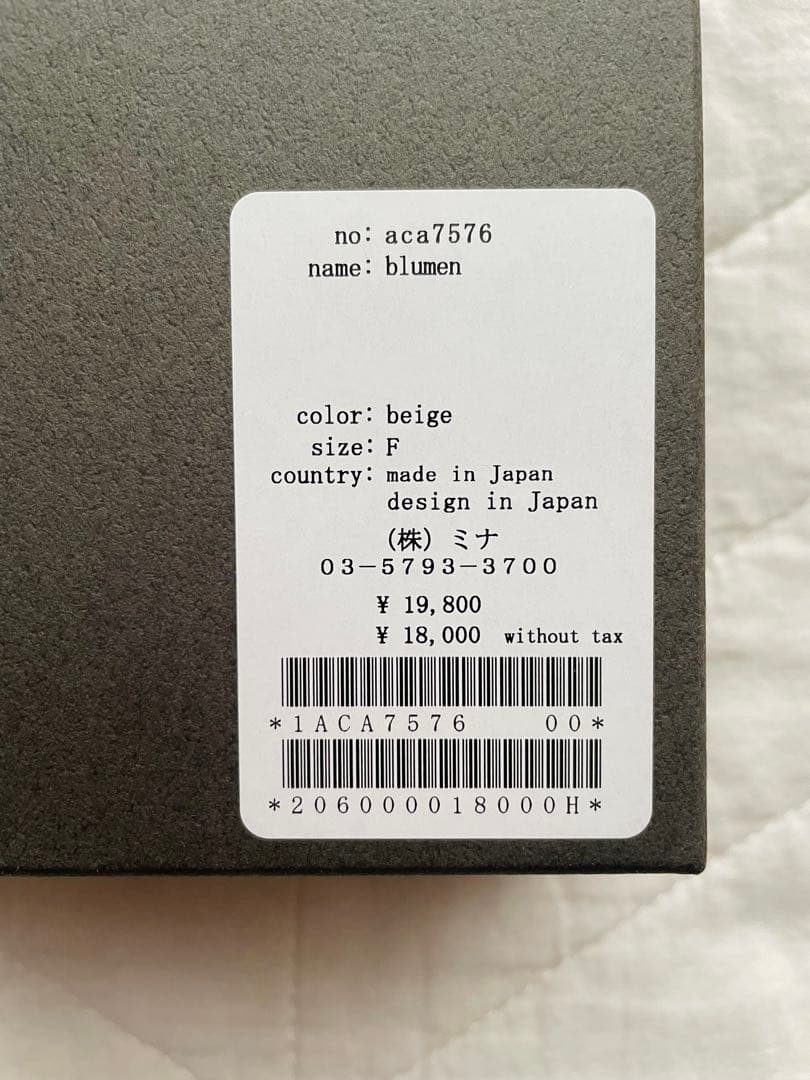 no: aca7576
name: blumen
color: beige
size: F
country: made in Japan
design in Japan
(株) ミナ
03-5793-3700
¥ 19,800
¥ 18,000 without tax
*1ACA7576 00*
*206000018000H*